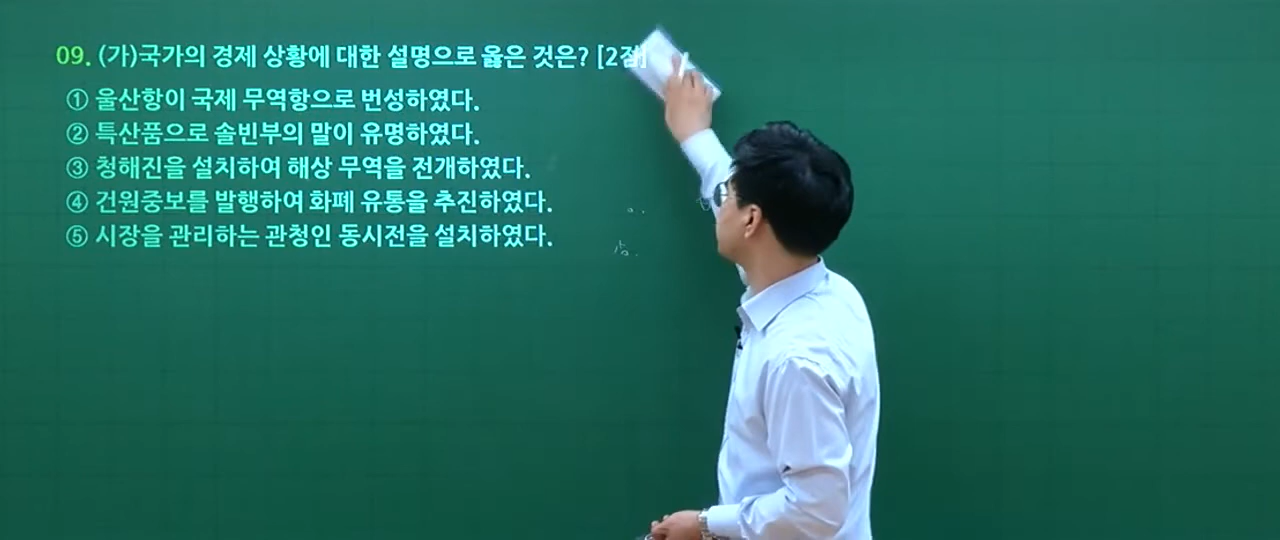 09. (가)국가의 경제 상황에 대한 설명으로 옳은 것은? [2점]
① 울산항이 국제 무역항으로 번성하였다.
② 특산품으로 솔빈부의 말이 유명하였다.
③ 청해진을 설치하여 해상 무역을 전개하였다.
④ 건원중보를 발행하여 화폐 유통을 추진하였다.
⑤ 시장을 관리하는 관청인 동시전을 설치하였다.